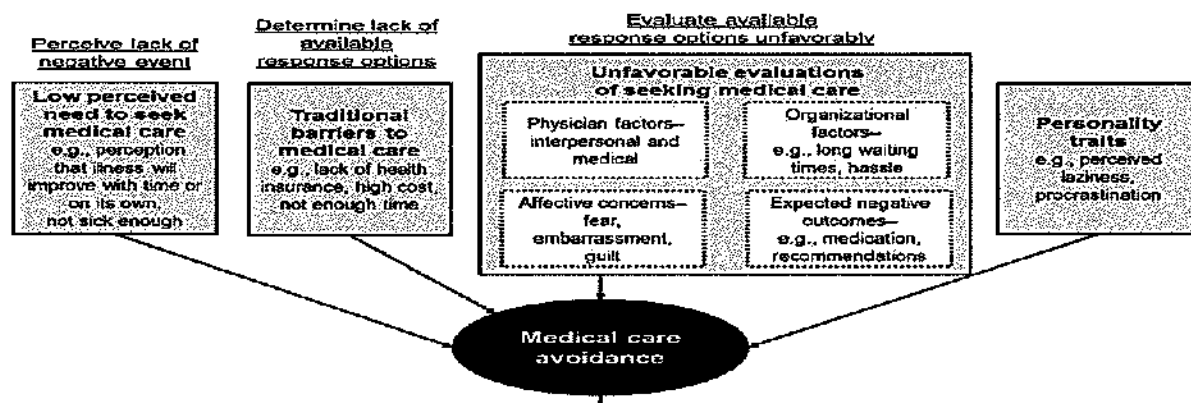 Perceive lack of
negative event
Low perceived
need to seek
medical care
e.g., perception
that illness will
improve with time or
on its own,
not sick enough
Determine lack of
available
response options
Traditional
barriers to
medical care
e.g., lack of health
insurance, high cost,
not enough time
Evaluate available
response options unfavorably
Unfavorable evaluations
of seeking medical care
Physician factors–
interpersonal and
medical
Organizational
factors–
e.g., long waiting
times, hassle
Affective concerns–
fear,
embarrassment,
guilt
Expected negative
outcomes–
e.g., medication,
recommendations
Personality
traits
e.g., perceived
laziness,
procrastination
Medical care
avoidance